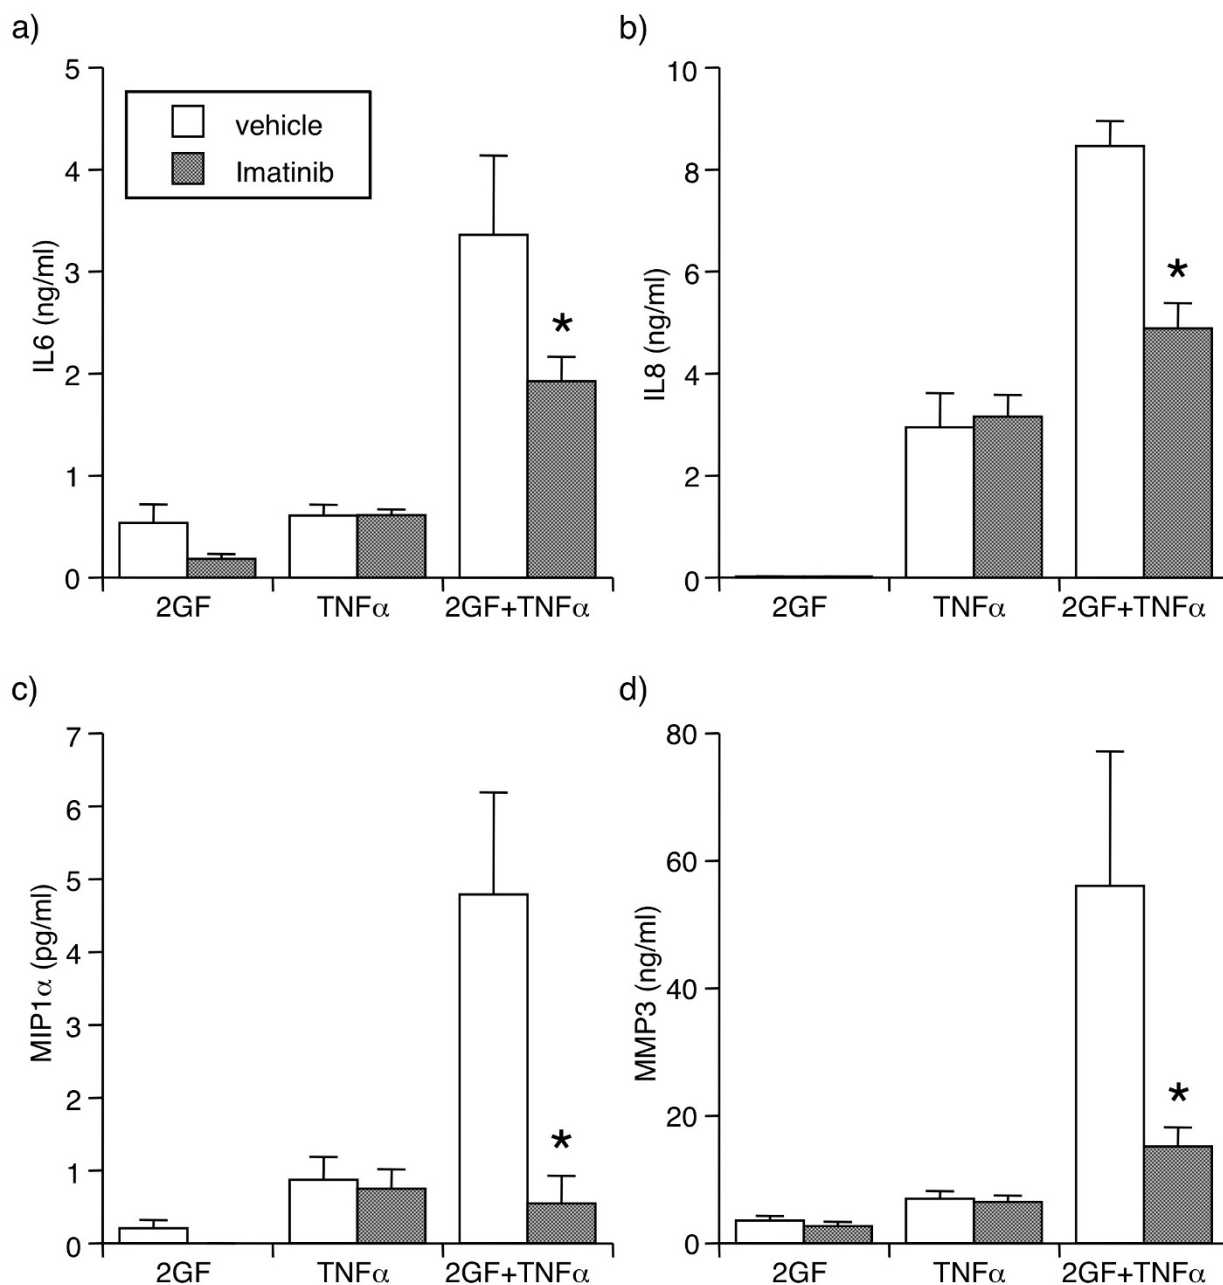 a)
5
4
3
2
1
0
IL6 (ng/ml)
vehicle
Imatinib
*
2GF TNFα 2GF+TNFα
b)
10
8
6
4
2
0
IL8 (ng/ml)
*
2GF TNFα 2GF+TNFα
c)
7
6
5
4
3
2
1
0
MIP1α (pg/ml)
*
2GF TNFα 2GF+TNFα
d)
80
60
40
20
0
MMP3 (ng/ml)
*
2GF TNFα 2GF+TNFα